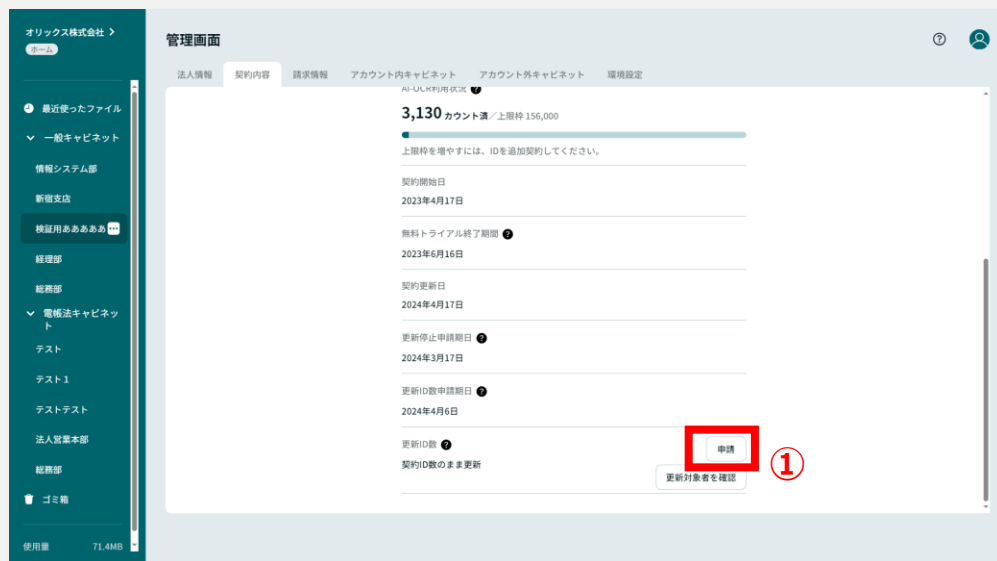 オリックス株式会社
ホーム
最近使ったファイル
一般キャビネット
情報システム部
新宿支店
検証用あああああ
経理部
総務部
電帳法キャビネッ
ト
テスト
テスト1
テストテスト
法人営業本部
総務部
ゴミ箱
使用量 71.4MB
管理画面
法人情報 契約内容 請求情報 アカウント内キャビネット アカウント外キャビネット 環境設定
AI-OCR利用状況
3,130 カウント済／上限枠 156,000
上限枠を増やすには、IDを追加契約してください。
契約開始日
2023年4月17日
無料トライアル終了期間
2023年6月16日
契約更新日
2024年4月17日
更新停止申請期日
2024年3月17日
更新ID数申請期日
2024年4月6日
更新ID数
契約ID数のまま更新
申請
①
更新対象者を確認